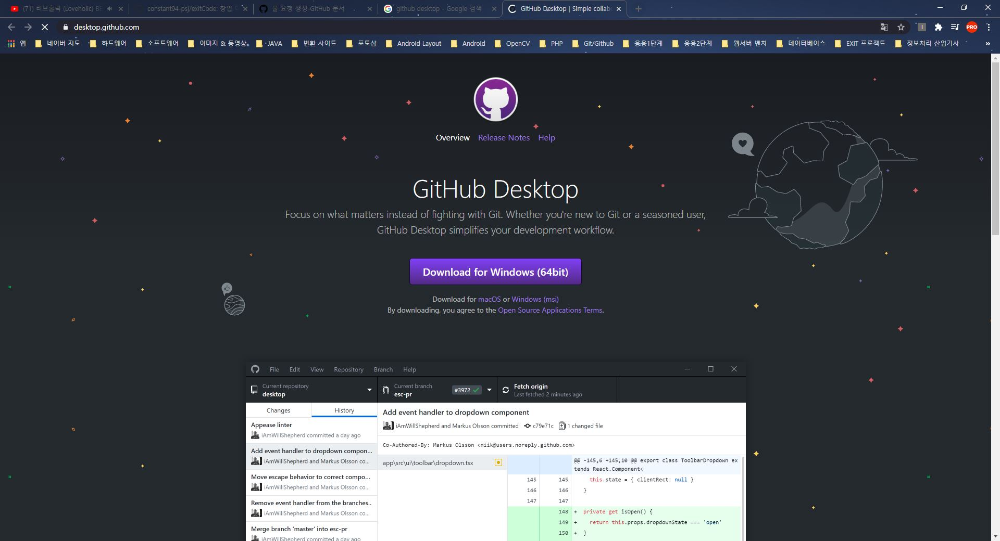 (71) 러브홀릭 (Loveholic) BE
constant94-psj/exitCode: 창업
풀 요청 생성-GitHub 문서
github desktop - Google 검색
GitHub Desktop | Simple collab
desktop.github.com
PRO
앱
네이버 지도
하드웨어
소프트웨어
이미지 & 동영상
JAVA
변환 사이트
포토샵
Android Layout
Android
OpenCV
PHP
Git/Github
응용1단계
응용2단계
웹서버 벤치
데이터베이스
EXIT 프로젝트
정보처리 산업기사
»
Overview Release Notes Help
GitHub Desktop
Focus on what matters instead of fighting with Git. Whether you're new to Git or a seasoned user,
GitHub Desktop simplifies your development workflow.
Download for Windows (64bit)
Download for macOS or Windows (msi)
By downloading, you agree to the Open Source Applications Terms.
File Edit View Repository Branch Help
Current repository
desktop
Current branch
esc-pr
#3972
Fetch origin
Last fetched 2 minutes ago
Changes
History
Appease linter
iAmWillShepherd committed a day ago
Add event handler to dropdown compon...
iAmWillShepherd and Markus Olsson co...
Move escape behavior to correct compo...
iAmWillShepherd and Markus Olsson co...
Remove event handler from the branches..
iAmWillShepherd and Markus Olsson co...
Merge branch 'master' into esc-pr
iAmWillShepherd committed a day ago
Add event handler to dropdown component
iAmWillShepherd and Markus Olsson committed c79e71c 1 changed file
Co-Authored-By: Markus Olsson <niik@users.noreply.github.com>
app\src\ui\toolbar\dropdown.tsx
@@ -145,6 +145,10 @@ export class ToolbarDropdown ex
tends React.Component<
145 145 this.state = { clientRect: null }
146 146 }
147 147
148 + private get isOpen() {
149 + return this.props.dropdownState === 'open'
150 + }